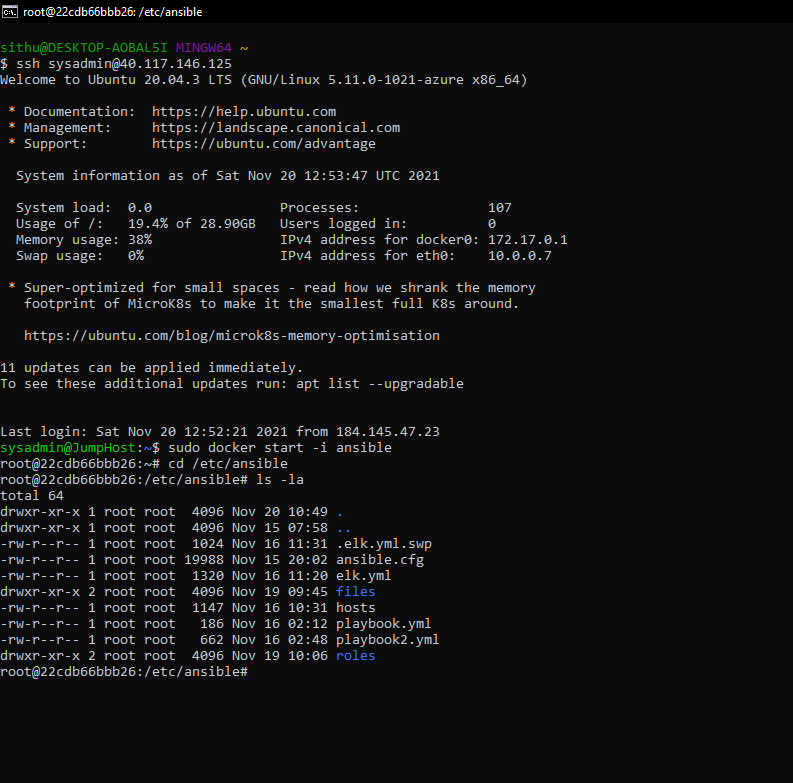 root@22cdb66bbb26: /etc/ansible
sithu@DESKTOP-AOBAL5I MINGW64 ~
$ ssh sysadmin@40.117.146.125
Welcome to Ubuntu 20.04.3 LTS (GNU/Linux 5.11.0-1021-azure x86_64)
* Documentation:  https://help.ubuntu.com
* Management:     https://landscape.canonical.com
* Support:        https://ubuntu.com/advantage
System information as of Sat Nov 20 12:53:47 UTC 2021
System load:  0.0                Processes:                107
Usage of /:   19.4% of 28.90GB   Users logged in:          0
Memory usage: 38%                IPv4 address for docker0: 172.17.0.1
Swap usage:   0%                 IPv4 address for eth0:    10.0.0.7
* Super-optimized for small spaces - read how we shrank the memory
footprint of MicroK8s to make it the smallest full K8s around.
https://ubuntu.com/blog/microk8s-memory-optimisation
11 updates can be applied immediately.
To see these additional updates run: apt list --upgradable
Last login: Sat Nov 20 12:52:21 2021 from 184.145.47.23
sysadmin@JumpHost:~$ sudo docker start -i ansible
root@22cdb66bbb26:~# cd /etc/ansible
root@22cdb66bbb26:/etc/ansible# ls -la
total 64
drwxr-xr-x 1 root root  4096 Nov 20 10:49 .
drwxr-xr-x 1 root root  4096 Nov 15 07:58 ..
-rw-r--r-- 1 root root  1024 Nov 16 11:31 .elk.yml.swp
-rw-r--r-- 1 root root 19988 Nov 15 20:02 ansible.cfg
-rw-r--r-- 1 root root  1320 Nov 16 11:20 elk.yml
drwxr-xr-x 2 root root  4096 Nov 19 09:45 files
-rw-r--r-- 1 root root  1147 Nov 16 10:31 hosts
-rw-r--r-- 1 root root   186 Nov 16 02:12 playbook.yml
-rw-r--r-- 1 root root   662 Nov 16 02:48 playbook2.yml
drwxr-xr-x 2 root root  4096 Nov 19 10:06 roles
root@22cdb66bbb26:/etc/ansible#